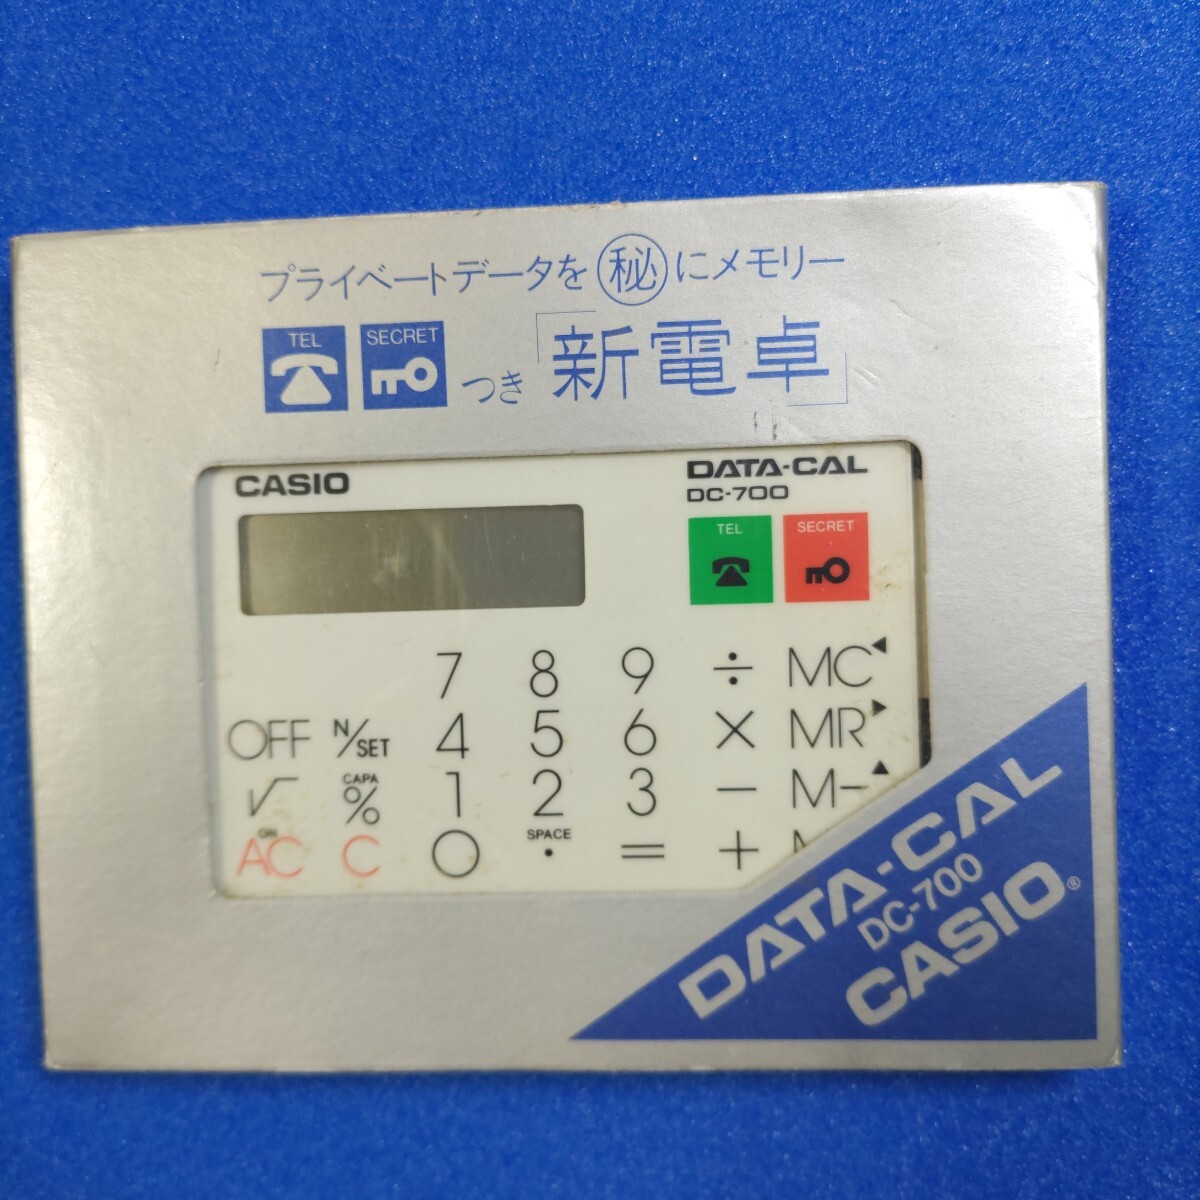 プライベートデータを㊙にメモリー
TEL SECRET つき「新電卓」
CASIO
DATA-CAL
DC-700
TEL SECRET
7 8 9 ÷ MC◀
OFF N/SET 4 5 6 × MR▶
√ CAPA % 1 2 3 − M−▲
ON AC C 0 SPACE · = +
DATA-CAL
DC-700
CASIO®